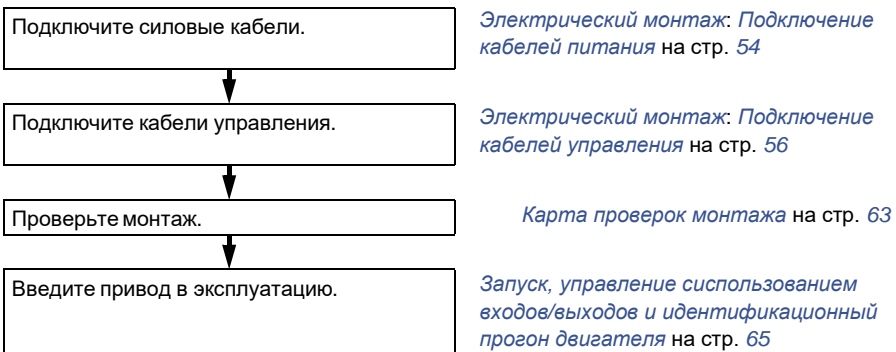 Подключите силовые кабели.
Электрический монтаж: Подключение
кабелей питания на стр. 54
Подключите кабели управления.
Электрический монтаж: Подключение
кабелей управления на стр. 56
Проверьте монтаж.
Карта проверок монтажа на стр. 63
Введите привод в эксплуатацию.
Запуск, управление сиспользованием
входов/выходов и идентификационный
прогон двигателя на стр. 65